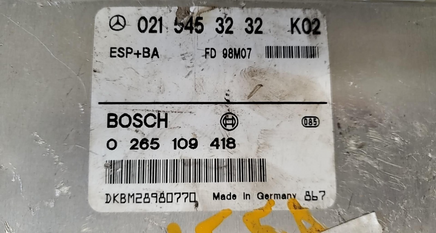 021 545 32 32 K02
ESP+BA FD 98M07
BOSCH 085
0 265 109 418
DKBM28980770 Made in Germany 867